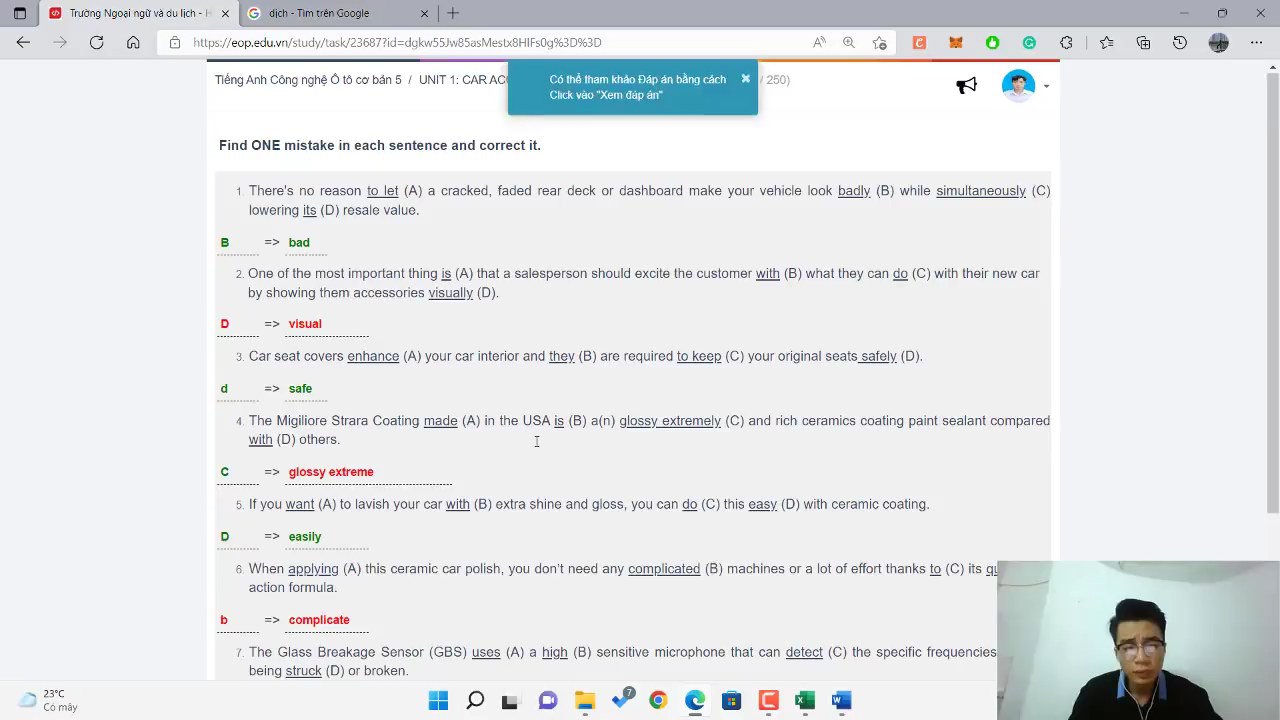 Trường Ngoại ngữ và du lịch - H
dịch - Tìm trên Google
https://eop.edu.vn/study/task/23687?id=dgkw55Jw85asMestx8HIFs0g%3D%3D
Tiếng Anh Công nghệ Ô tô cơ bản 5 / UNIT 1: CAR AC
/ 250)
Có thể tham khảo Đáp án bằng cách
Click vào "Xem đáp án"
Find ONE mistake in each sentence and correct it.
1. There's no reason to let (A) a cracked, faded rear deck or dashboard make your vehicle look badly (B) while simultaneously (C)
lowering its (D) resale value.
B => bad
2. One of the most important thing is (A) that a salesperson should excite the customer with (B) what they can do (C) with their new car
by showing them accessories visually (D).
D => visual
3. Car seat covers enhance (A) your car interior and they (B) are required to keep (C) your original seats safely (D).
d => safe
4. The Migiliore Strara Coating made (A) in the USA is (B) a(n) glossy extremely (C) and rich ceramics coating paint sealant compared
with (D) others.
C => glossy extreme
5. If you want (A) to lavish your car with (B) extra shine and gloss, you can do (C) this easy (D) with ceramic coating.
D => easily
6. When applying (A) this ceramic car polish, you don't need any complicated (B) machines or a lot of effort thanks to (C) its
action formula.
b => complicate
7. The Glass Breakage Sensor (GBS) uses (A) a high (B) sensitive microphone that can detect (C) the specific frequencies
being struck (D) or broken.
7
23°C
Có mây